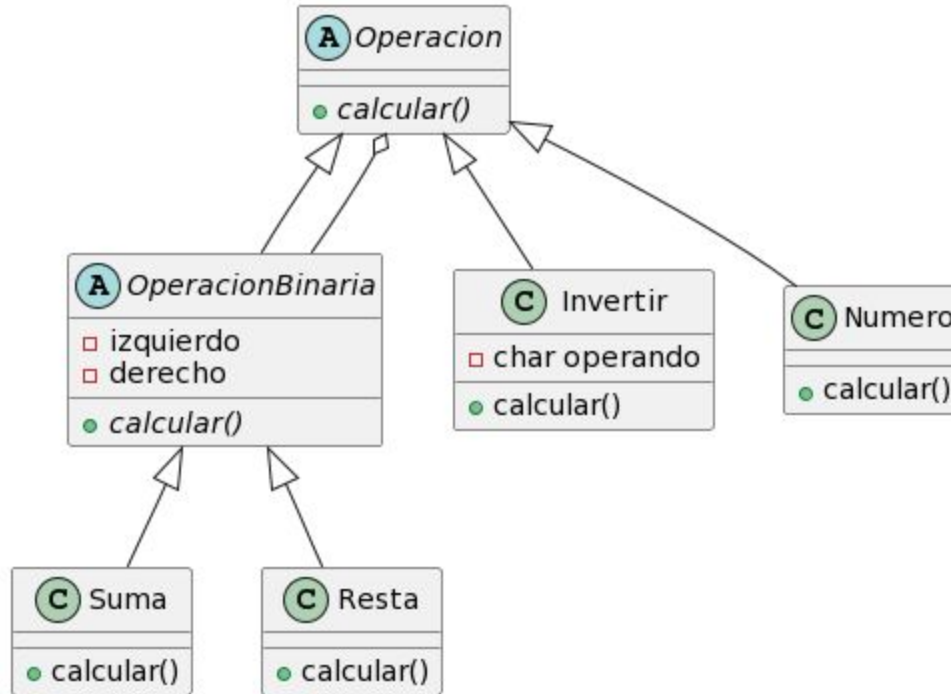 A Operacion
calcular()
A OperacionBinaria
izquierdo
derecho
calcular()
C Invertir
char operando
calcular()
C Numero
calcular()
C Suma
calcular()
C Resta
calcular()